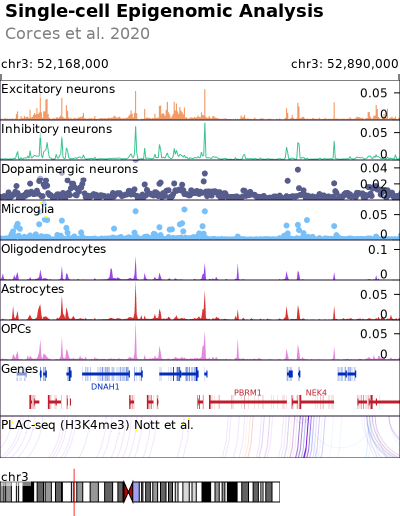 Single-cell Epigenomic Analysis
Corces et al. 2020
chr3: 52,168,000 chr3: 52,890,000
Excitatory neurons 0.05
0
Inhibitory neurons 0.05
0
Dopaminergic neurons 0.04
0.02
0
Microglia 0.05
0
Oligodendrocytes 0.1
0
Astrocytes 0.05
0
OPCs 0.05
0
Genes
DNAH1
PBRM1 NEK4
PLAC-seq (H3K4me3) Nott et al.
chr3